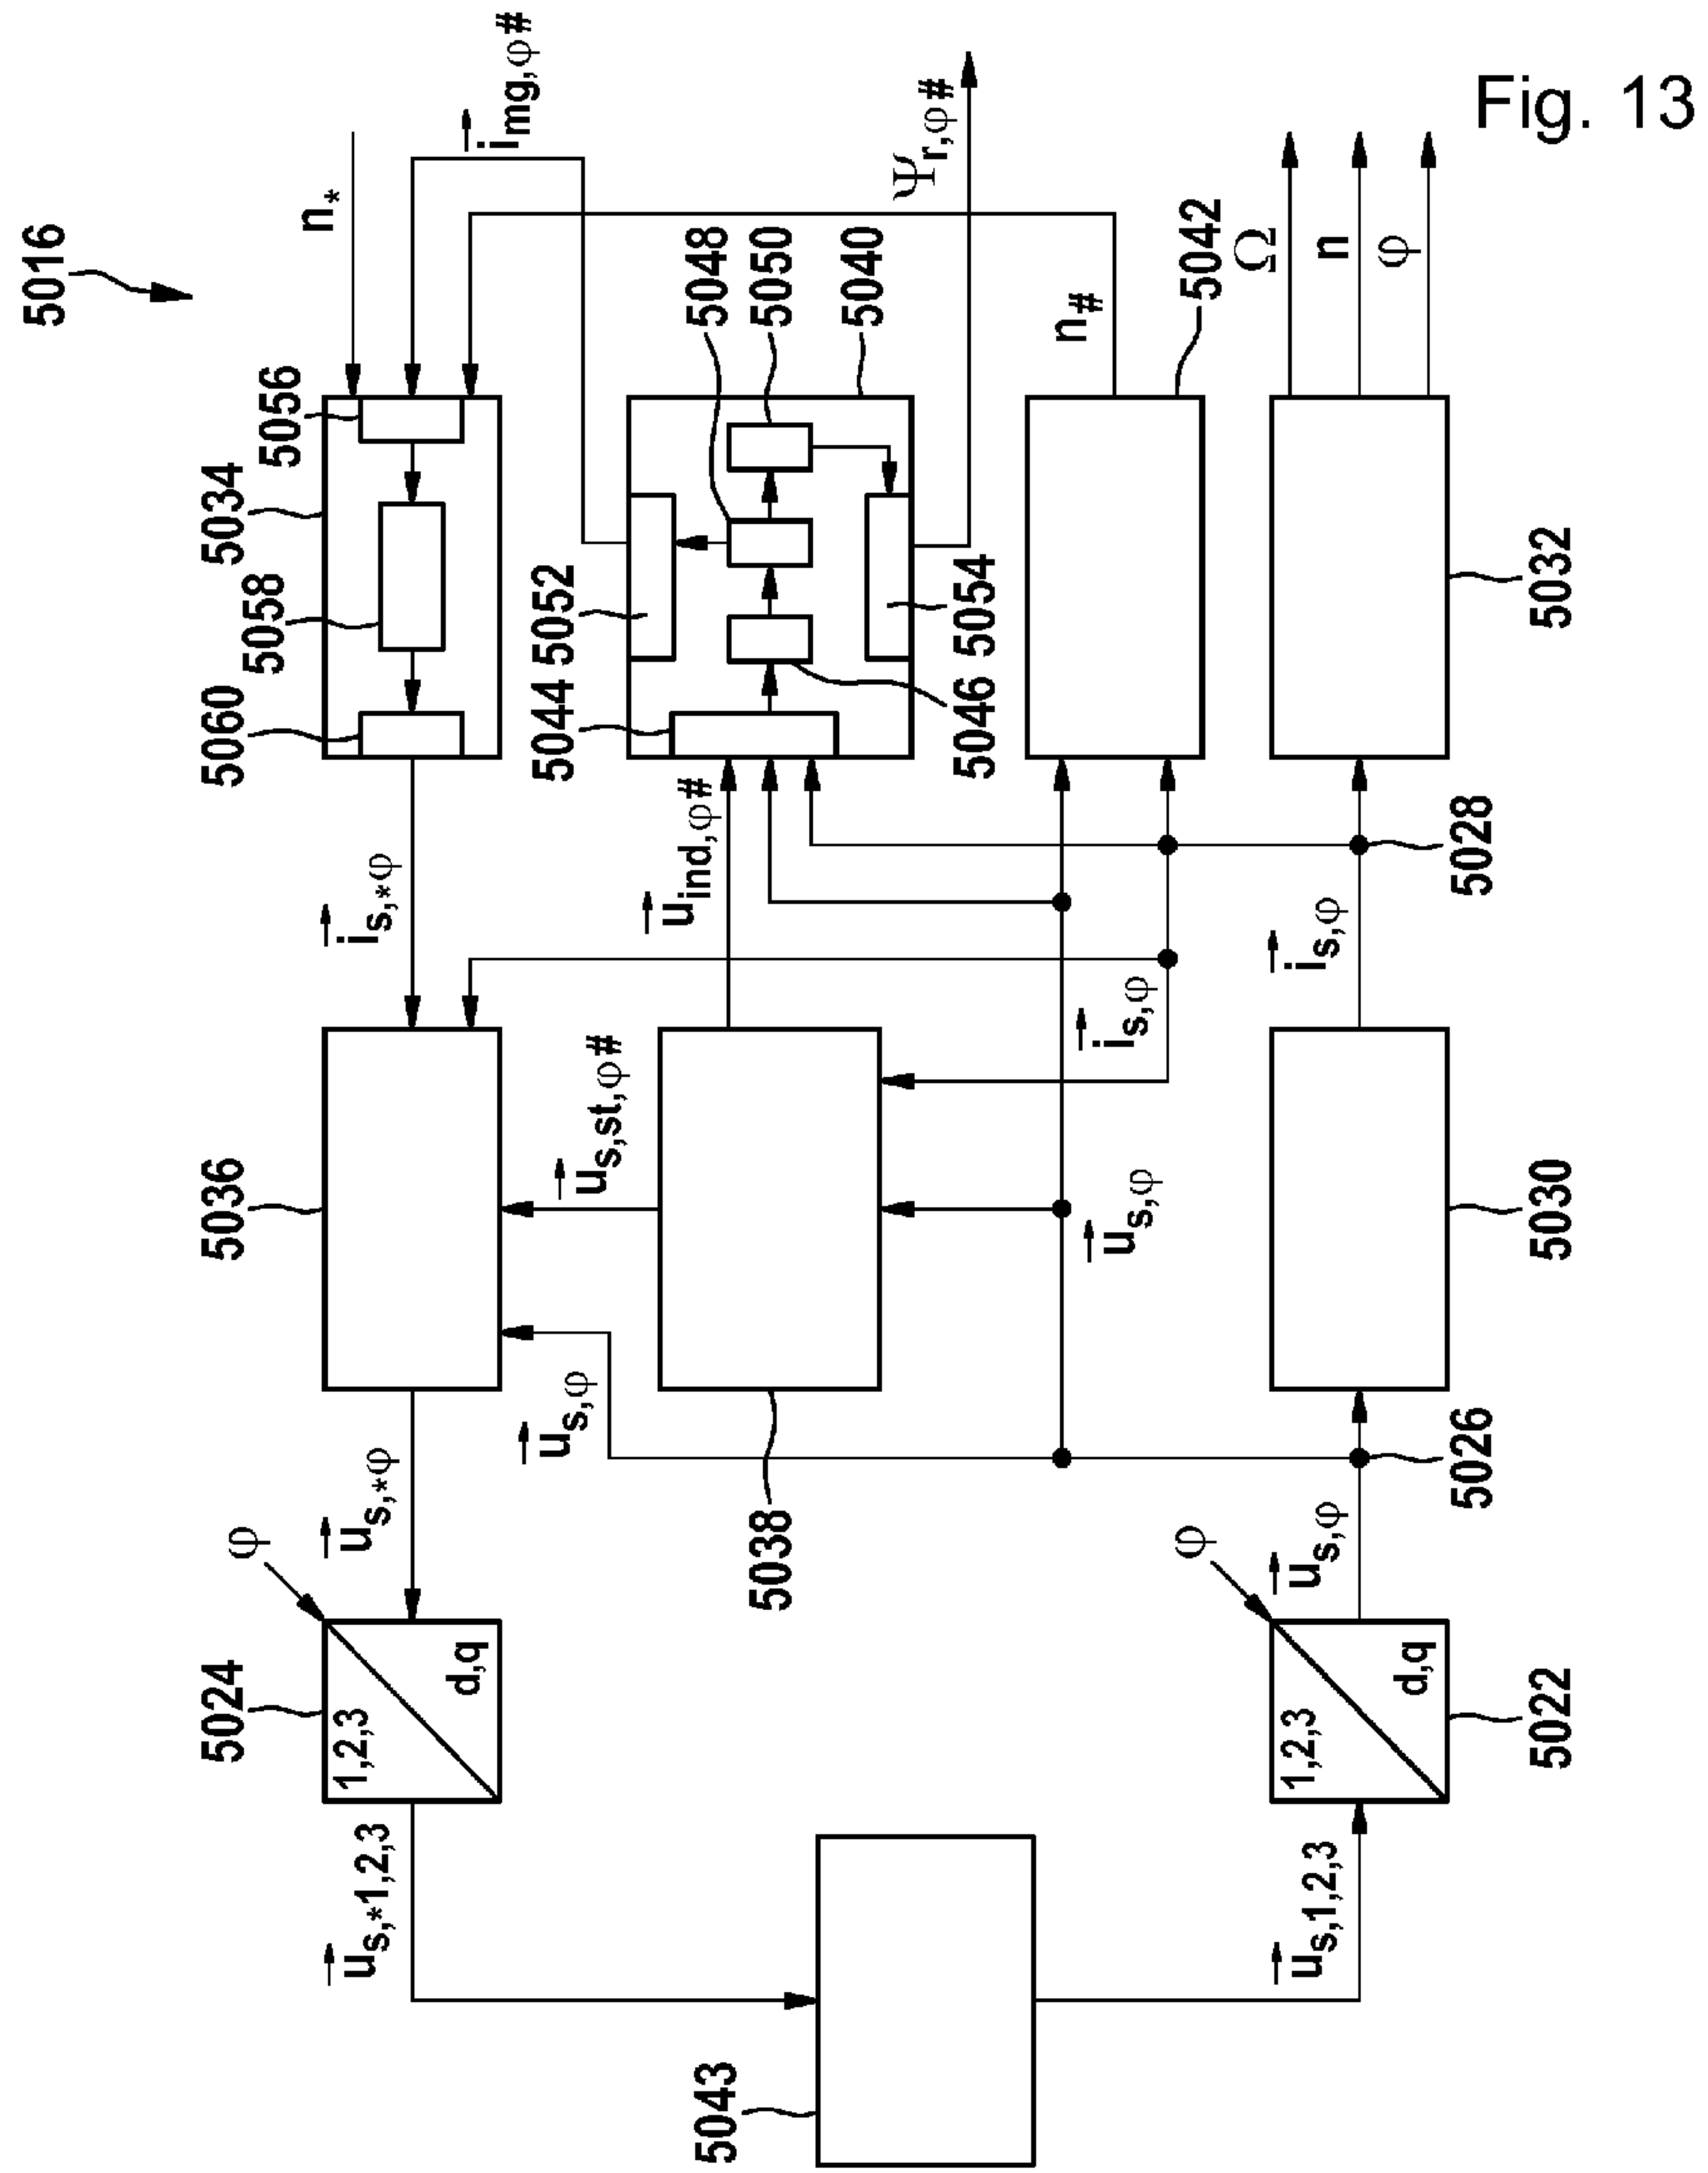 5016
n*
i mg,φ#
5034
5056
5058
5060
i s,*φ
5036
u s,*φ
φ
5024
1,2,3
d,q
u s,*1,2,3
Ψ r,φ#
5048
5050
5040
5052
5044
5054
5046
u ind,φ#
u s,st,φ#
u s,φ
5038
n#
5042
i s,φ
u s,φ
5043
Ω
n
φ
5032
5028
i s,φ
5030
5026
u s,φ
φ
1,2,3
d,q
5022
u s,1,2,3
Fig. 13